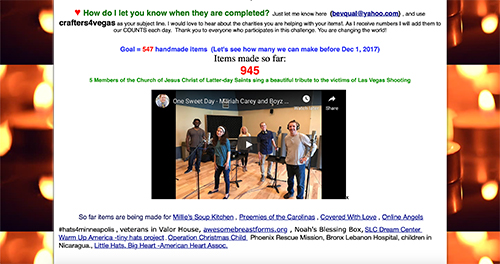 ♥ How do I let you know when they are completed? Just let me know here (bevqual@yahoo.com) , and use
crafters4vegas as your subject line. I would love to hear about the charities you are helping with your items!. As I receive numbers I will add them to
our COUNTS each day. Thank you to everyone who participates in this challenge. You are changing the world!
Goal = 547 handmade items (Let's see how many we can make before Dec 1, 2017)
Items made so far:
945
5 Members of the Church of Jesus Christ of Latter-day Saints sing a beautiful tribute to the victims of Las Vegas Shooting
One Sweet Day - Mariah Carey and Boyz ...
Share
So far items are being made for Millie's Soup Kitchen , Preemies of the Carolinas , Covered With Love , Online Angels
#hats4minneapolis , veterans in Valor House, awesomebreastforms.org , Noah's Blessing Box, SLC Dream Center
Warm Up America -tiny hats project. Operation Christmas Child Phoenix Rescue Mission, Bronx Lebanon Hospital, children in
Nicaragua., Little Hats, Big Heart -American Heart Assoc.